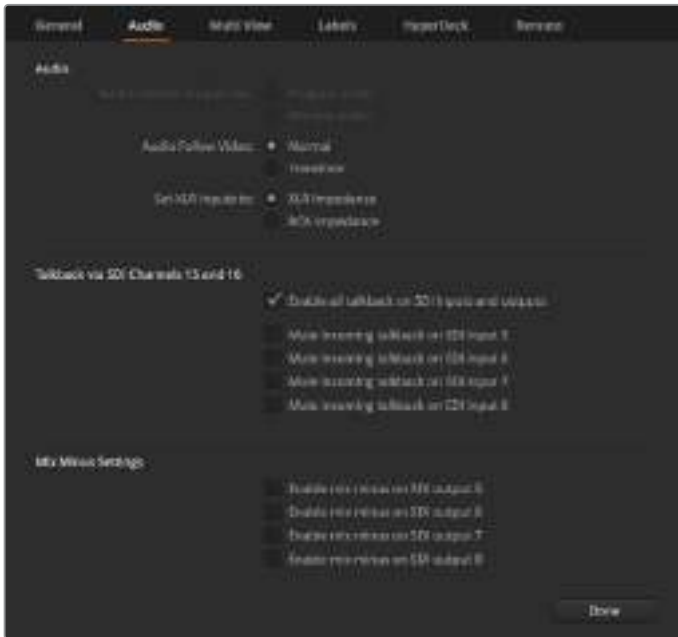 General Audio Multi View Labels HyperDeck Remote
Audio
Audio Follow Video: Normal
Transition
Set XLR inputs to: XLR impedance
RCA impedance
Talkback via SDI Channels 15 and 16
Enable all talkback on SDI inputs and outputs
Mute incoming talkback on SDI input 5
Mute incoming talkback on SDI input 6
Mute incoming talkback on SDI input 7
Mute incoming talkback on SDI input 8
Mix Minus Settings
Enable mix minus on SDI output 5
Enable mix minus on SDI output 6
Enable mix minus on SDI output 7
Enable mix minus on SDI output 8
Done